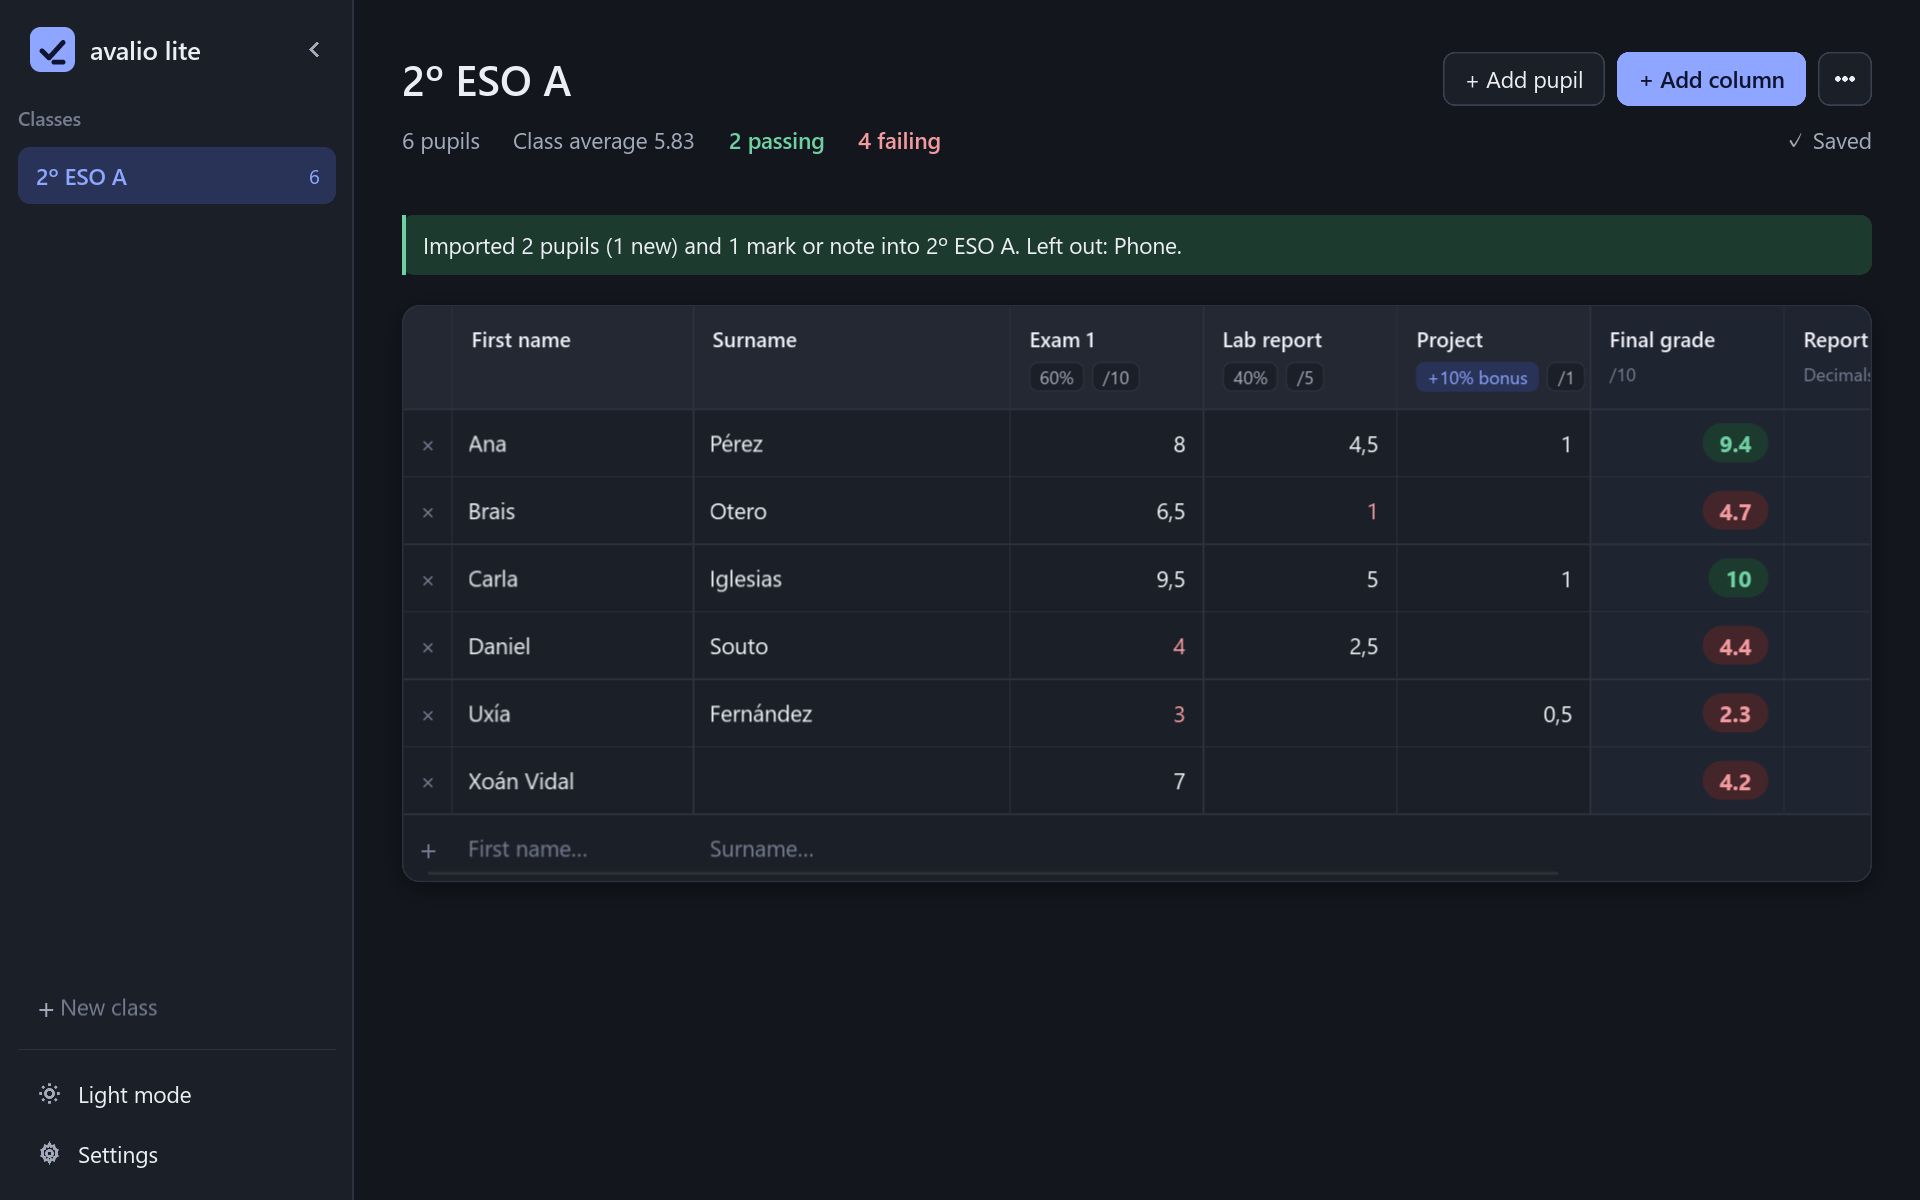 avalio lite
Classes
2º ESO A 6
+ New class
Light mode
Settings
2º ESO A
+ Add pupil
+ Add column
6 pupils Class average 5.83 2 passing 4 failing
✓ Saved
Imported 2 pupils (1 new) and 1 mark or note into 2º ESO A. Left out: Phone.
First name Surname Exam 1 Lab report Project Final grade Report
60% /10 40% /5 +10% bonus /1 /10 Decimals
× Ana Pérez 8 4,5 1 9.4
× Brais Otero 6,5 1 4.7
× Carla Iglesias 9,5 5 1 10
× Daniel Souto 4 2,5 4.4
× Uxía Fernández 3 0,5 2.3
× Xoán Vidal 7 4.2
+ First name... Surname...